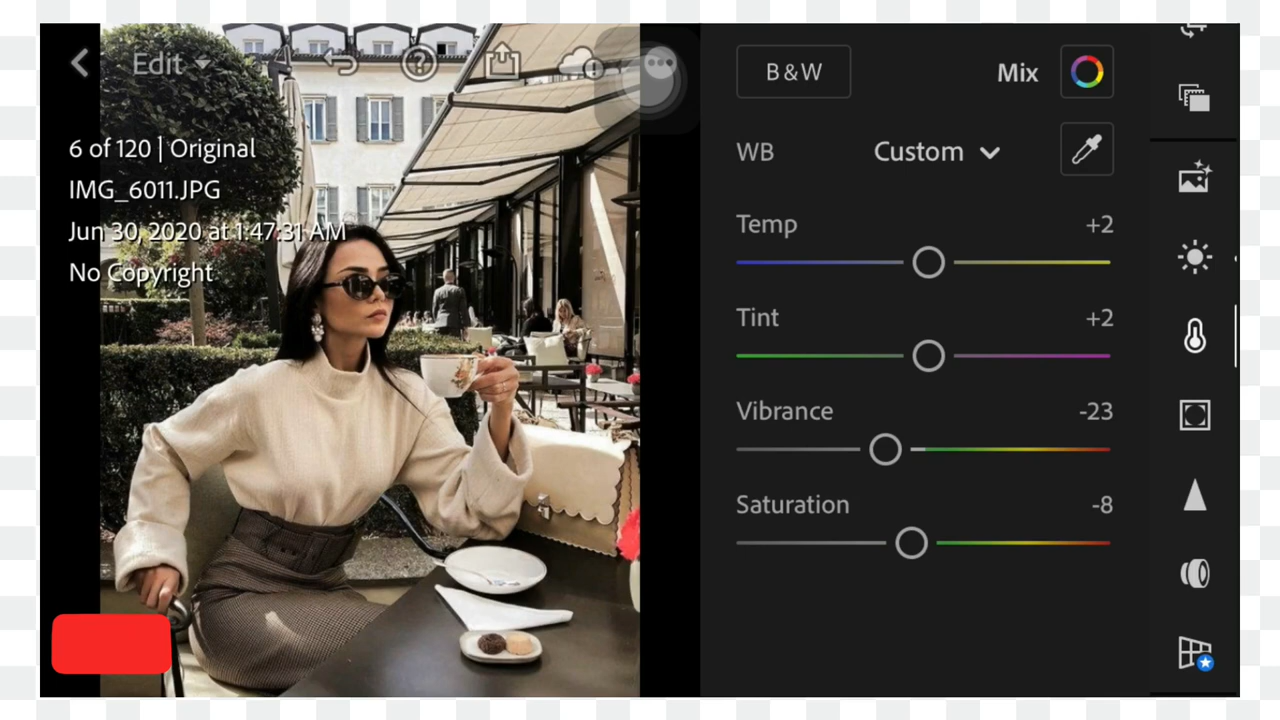 Edit
6 of 120 | Original
IMG_6011.JPG
Jun 30, 2020 at 1:47:31 AM
No Copyright
B&W
Mix
WB
Custom
Temp
+2
Tint
+2
Vibrance
-23
Saturation
-8